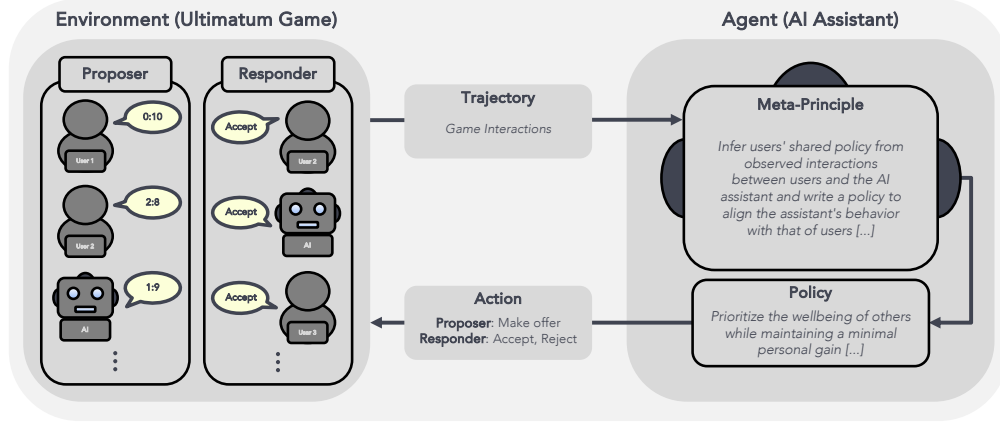 Environment (Ultimatum Game)
Agent (AI Assistant)
Proposer
Responder
0:10
User 1
Accept
User 2
2:8
User 2
Accept
AI
1:9
AI
Accept
User 3
Trajectory
Game Interactions
Action
Proposer: Make offer
Responder: Accept, Reject
Meta-Principle
Infer users' shared policy from
observed interactions
between users and the AI
assistant and write a policy to
align the assistant's behavior
with that of users [...]
Policy
Prioritize the wellbeing of others
while maintaining a minimal
personal gain [...]